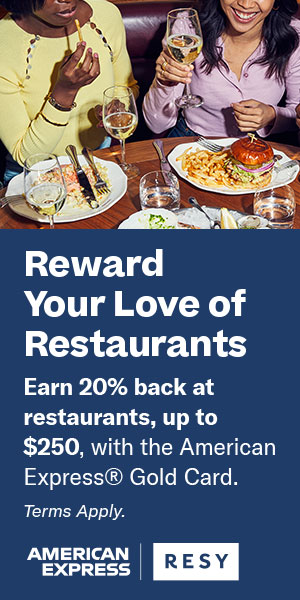 Reward
Your Love of
Restaurants
Earn 20% back at
restaurants, up to
$250, with the American
Express® Gold Card.
Terms Apply.
AMERICAN
EXPRESS
RESY